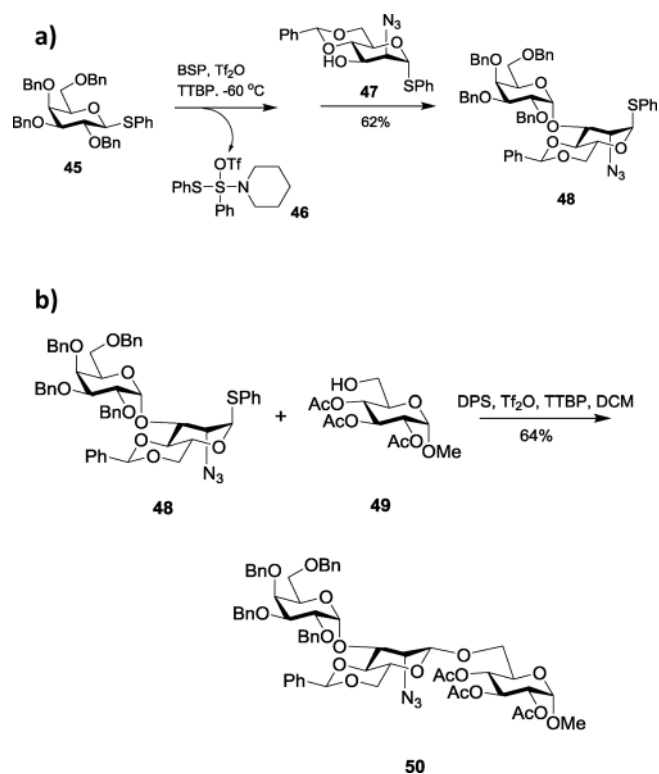 a)
BnO OBn
BnO
BnO
O
SPh
45
BSP, Tf₂O
TTBP. -60 °C
OTf
PhS-S-N
Ph
46
Ph
O
O
HO
N₃
O
SPh
47
62%
BnO OBn
BnO
BnO
O
O
SPh
Ph
O
O
O
N₃
48
b)
BnO OBn
BnO
BnO
O
O
SPh
Ph
O
O
O
N₃
48
+
HO
AcO
AcO
AcO
O
OMe
49
DPS, Tf₂O, TTBP, DCM
64%
BnO OBn
BnO
BnO
O
O
Ph
O
O
O
O
N₃
AcO
AcO
AcO
O
OMe
50